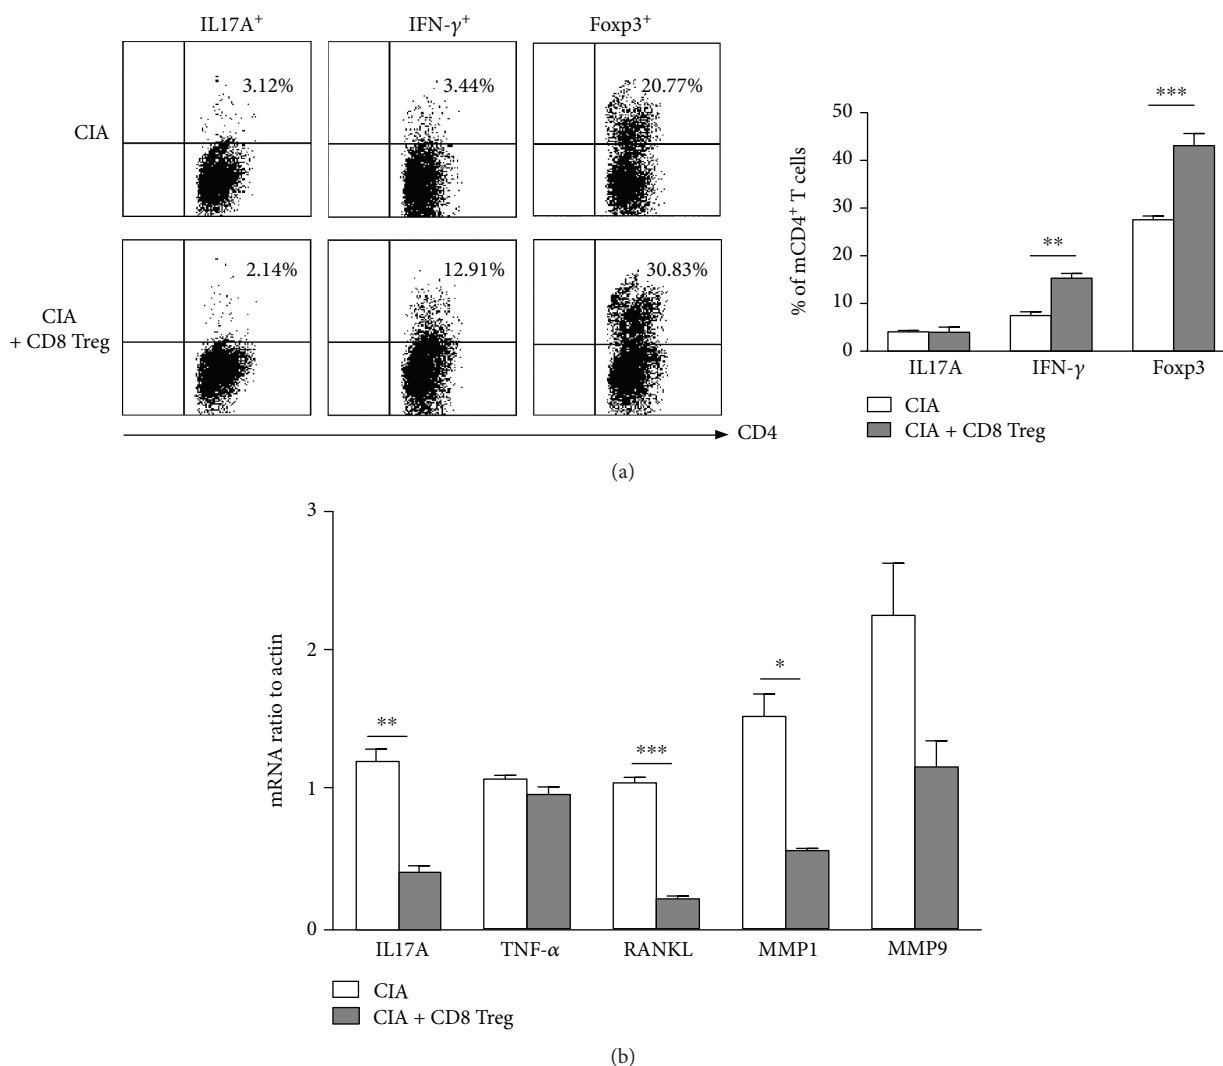 IL17A⁺ IFN-γ⁺ Foxp3⁺
CIA
3.12% 3.44% 20.77%
CIA
+ CD8 Treg
2.14% 12.91% 30.83%
CD4
% of mCD4⁺ T cells
50
40
30
20
10
0
** ***
IL17A IFN-γ Foxp3
CIA
CIA + CD8 Treg
(a)
mRNA ratio to actin
3
2
1
0
** *** *
IL17A TNF-α RANKL MMP1 MMP9
CIA
CIA + CD8 Treg
(b)